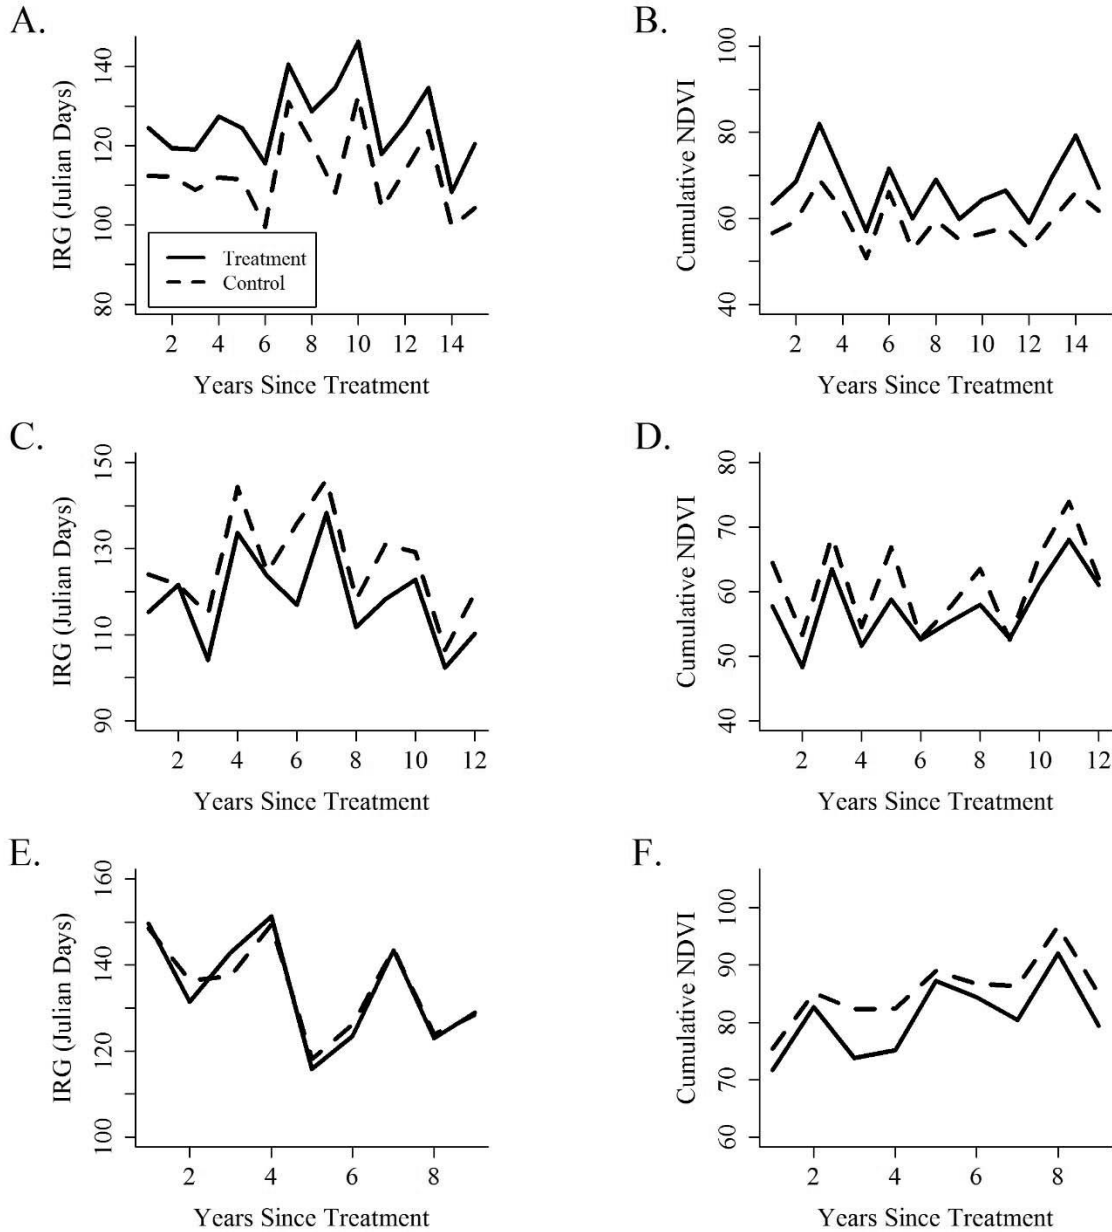 A.
IRG (Julian Days)
140
120
100
80
Treatment
Control
2 4 6 8 10 12 14
Years Since Treatment
B.
Cumulative NDVI
100
80
60
40
2 4 6 8 10 12 14
Years Since Treatment
C.
IRG (Julian Days)
150
130
110
90
2 4 6 8 10 12
Years Since Treatment
D.
Cumulative NDVI
80
70
60
50
40
2 4 6 8 10 12
Years Since Treatment
E.
IRG (Julian Days)
160
140
120
100
2 4 6 8
Years Since Treatment
F.
Cumulative NDVI
100
90
80
70
60
2 4 6 8
Years Since Treatment